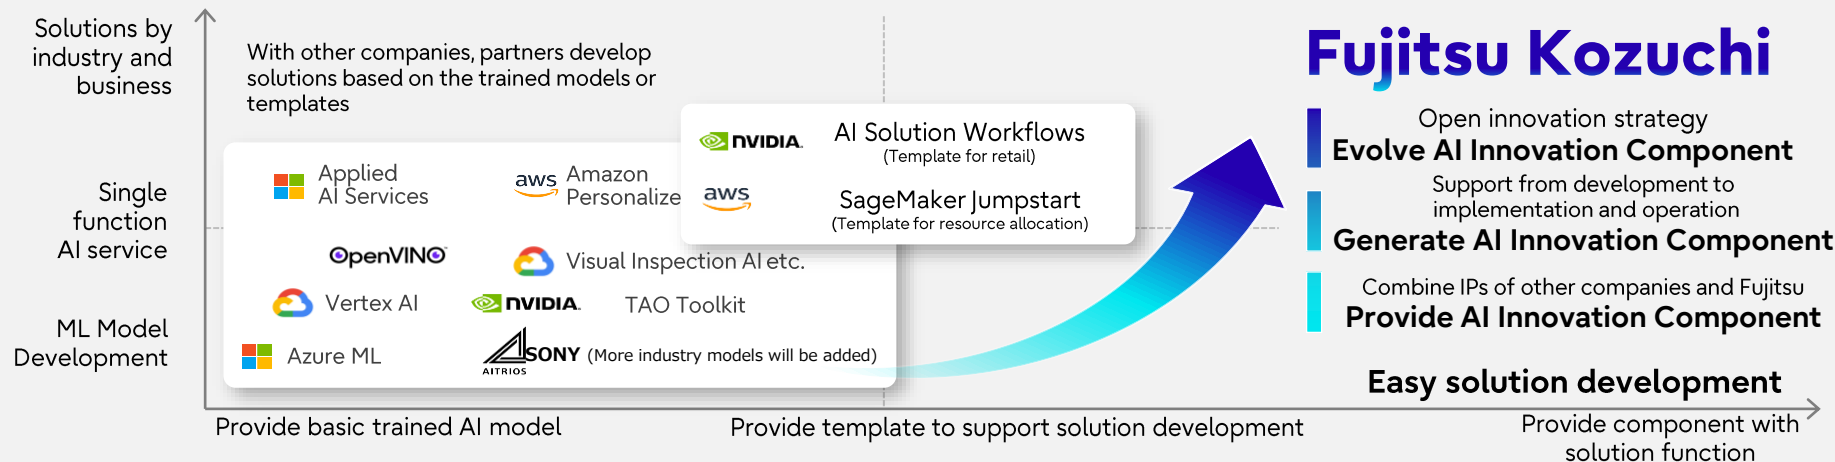 Solutions by
industry and
business
Single
function
AI service
ML Model
Development
With other companies, partners develop
solutions based on the trained models or
templates
Applied
AI Services
aws Amazon
Personalize
NVIDIA. AI Solution Workflows
(Template for retail)
aws SageMaker Jumpstart
(Template for resource allocation)
OpenVINO
Visual Inspection AI etc.
Vertex AI
NVIDIA. TAO Toolkit
Azure ML
AITRIOS
SONY (More industry models will be added)
Fujitsu Kozuchi
Open innovation strategy
Evolve AI Innovation Component
Support from development to
implementation and operation
Generate AI Innovation Component
Combine IPs of other companies and Fujitsu
Provide AI Innovation Component
Easy solution development
Provide basic trained AI model
Provide template to support solution development
Provide component with
solution function